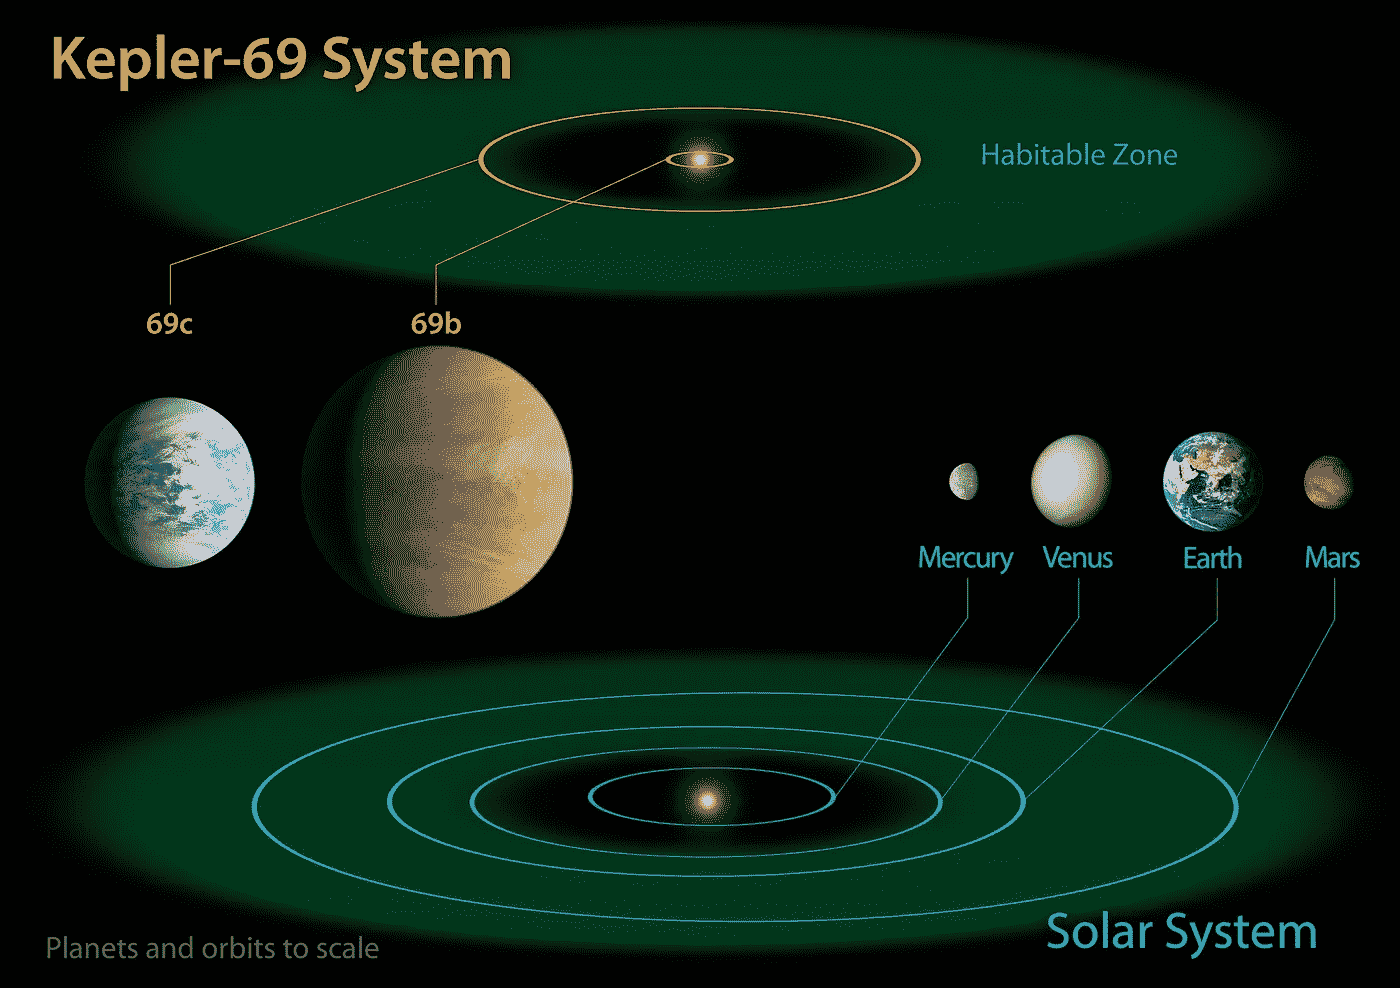 Kepler-69 System
Habitable Zone
69c
69b
Mercury
Venus
Earth
Mars
Solar System
Planets and orbits to scale